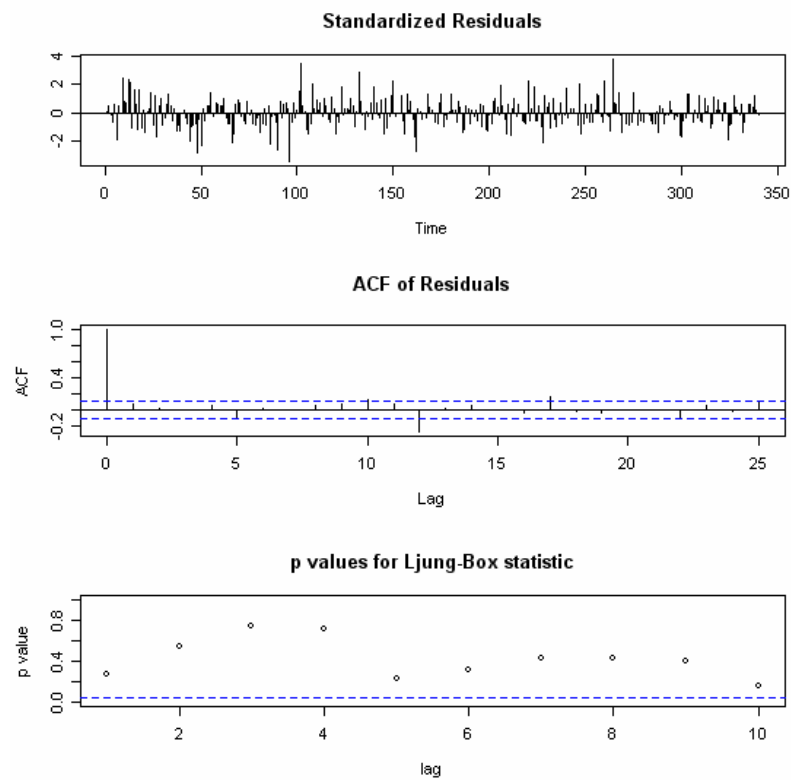 Standardized Residuals
4
2
0
-2
0 50 100 150 200 250 300 350
Time
ACF of Residuals
ACF
1.0
0.4
-0.2
0 5 10 15 20 25
Lag
p values for Ljung-Box statistic
p value
0.8
0.4
0.0
2 4 6 8 10
lag